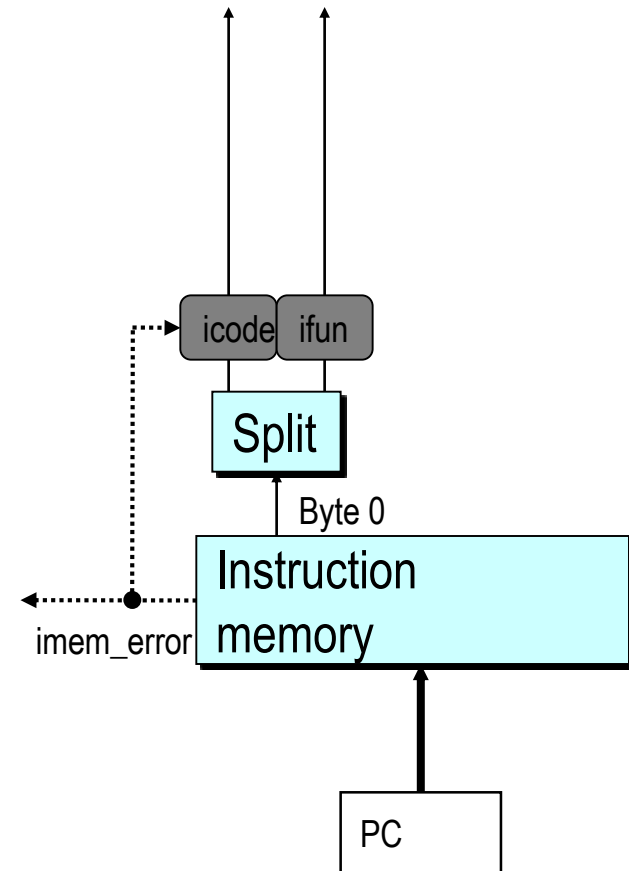 icode ifun
Split
Byte 0
Instruction
memory
imem_error
PC